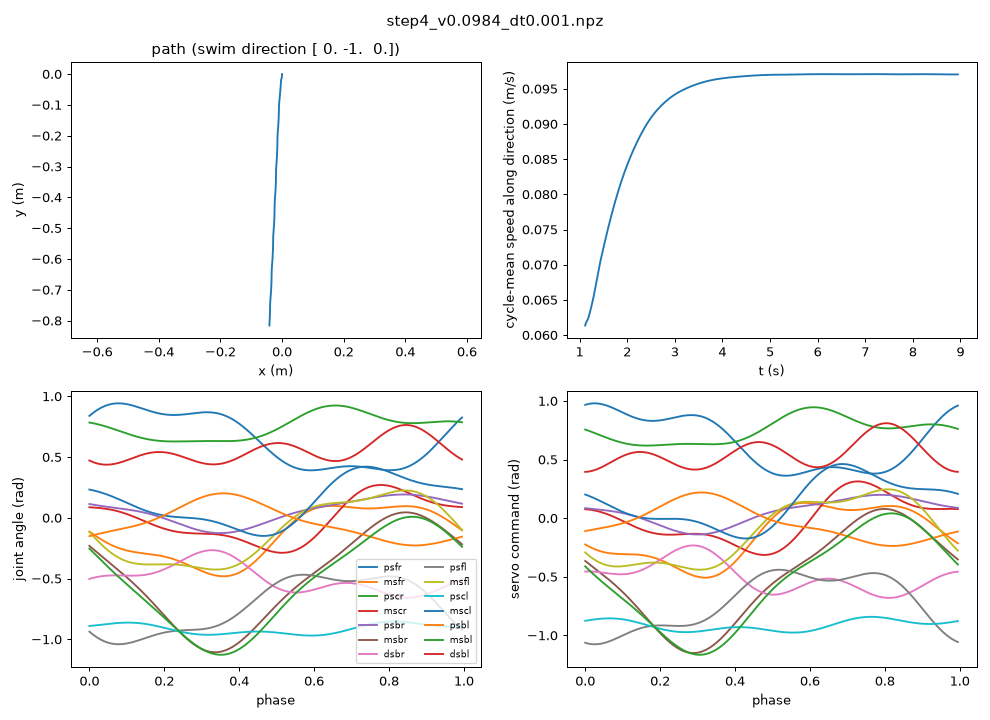 step4_v0.0984_dt0.001.npz
path (swim direction [ 0. -1.  0.])
0.0
−0.1
−0.2
−0.3
−0.4
−0.5
−0.6
−0.7
−0.8
y (m)
−0.6 −0.4 −0.2 0.0 0.2 0.4 0.6
x (m)
0.095
0.090
0.085
0.080
0.075
0.070
0.065
0.060
cycle-mean speed along direction (m/s)
1 2 3 4 5 6 7 8 9
t (s)
1.0
0.5
0.0
−0.5
−1.0
joint angle (rad)
psfr psfl
msfr msfl
pscr pscl
mscr mscl
psbr psbl
msbr msbl
dsbr dsbl
0.0 0.2 0.4 0.6 0.8 1.0
phase
1.0
0.5
0.0
−0.5
−1.0
servo command (rad)
0.0 0.2 0.4 0.6 0.8 1.0
phase